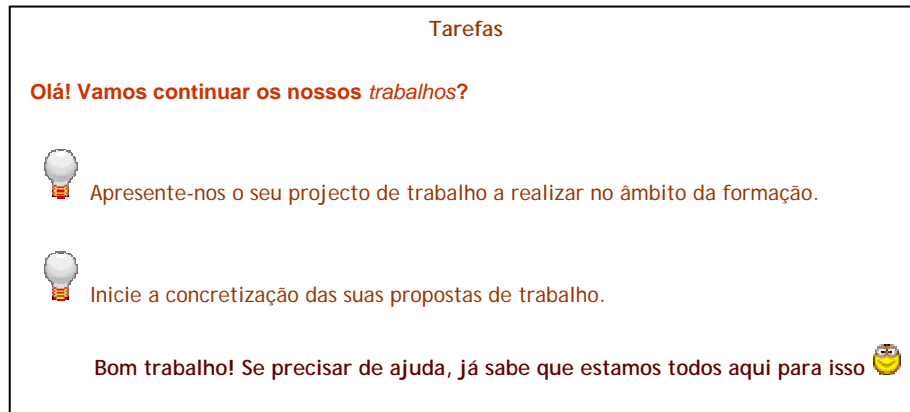 Tarefas
Olá! Vamos continuar os nossos trabalhos?
Apresente-nos o seu projecto de trabalho a realizar no âmbito da formação.
Inicie a concretização das suas propostas de trabalho.
Bom trabalho! Se precisar de ajuda, já sabe que estamos todos aqui para isso